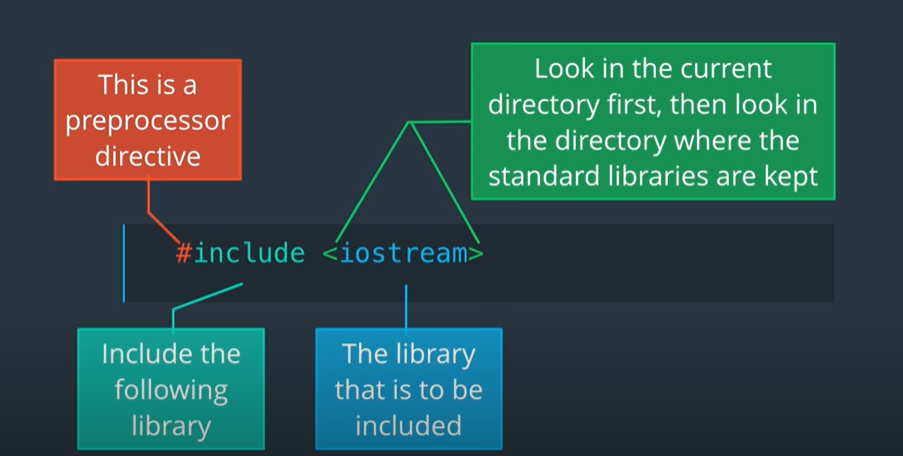 This is a
preprocessor
directive
Look in the current
directory first, then look in
the directory where the
standard libraries are kept
#include <iostream>
Include the
following
library
The library
that is to be
included